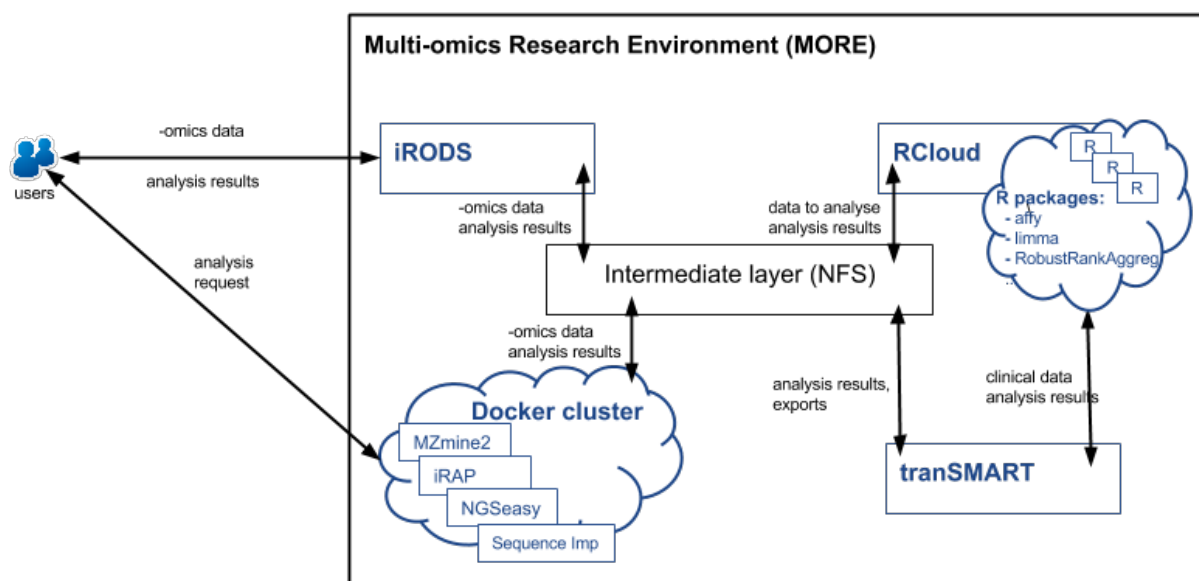 Multi-omics Research Environment (MORE)
-omics data
analysis results
users
iRODS
RCloud
R
R
R
R packages:
- affy
- limma
- RobustRankAggreg
...
-omics data
analysis results
data to analyse
analysis results
analysis
request
Intermediate layer (NFS)
-omics data
analysis results
analysis results,
exports
clinical data
analysis results
Docker cluster
MZmine2
iRAP
NGSeasy
Sequence Imp
tranSMART